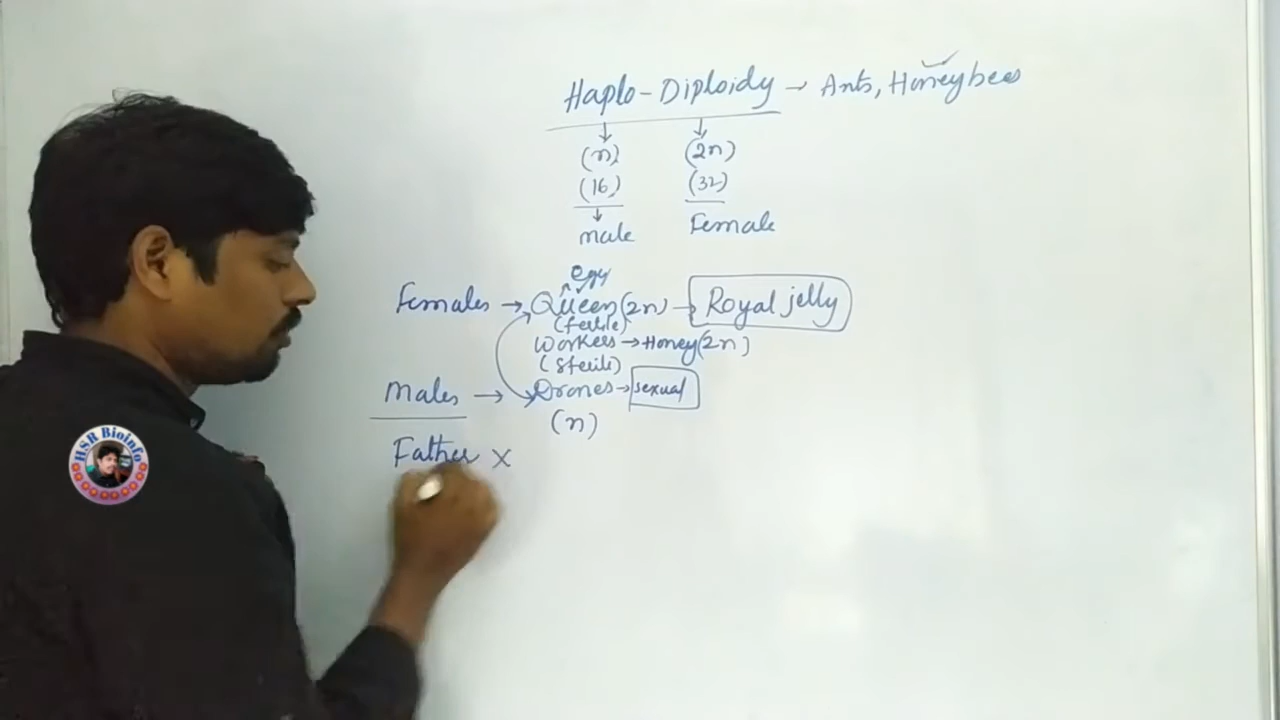 Haplo-Diploidy → Ants, Honeybees
(n) (2n)
(16) (32)
male Female
egg
Females → Queen (2n) → Royal jelly
(fertile)
Workers → Honey (2n)
(Sterile)
Males → Drones → sexual
(n)
Father X
HSR Bioinfo